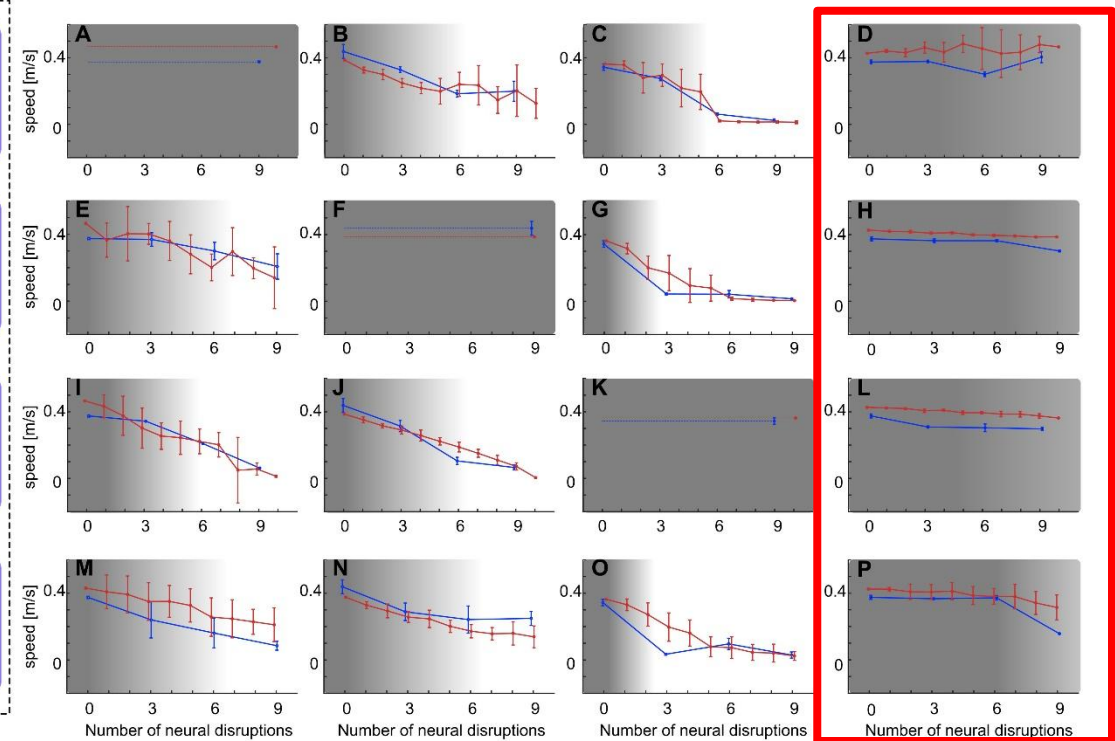 A B C D
speed [m/s] 0.4 0 0.4 0 0.4 0 0.4 0
0 3 6 9 0 3 6 9 0 3 6 9 0 3 6 9
E F G H
speed [m/s] 0.4 0 0.4 0 0.4 0 0.4 0
0 3 6 9 0 3 6 9 0 3 6 9 0 3 6 9
I J K L
speed [m/s] 0.4 0 0.4 0 0.4 0 0.4 0
0 3 6 9 0 3 6 9 0 3 6 9 0 3 6 9
M N O P
speed [m/s] 0.4 0 0.4 0 0.4 0 0.4 0
0 3 6 9 0 3 6 9 0 3 6 9 0 3 6 9
Number of neural disruptions Number of neural disruptions Number of neural disruptions Number of neural disruptions